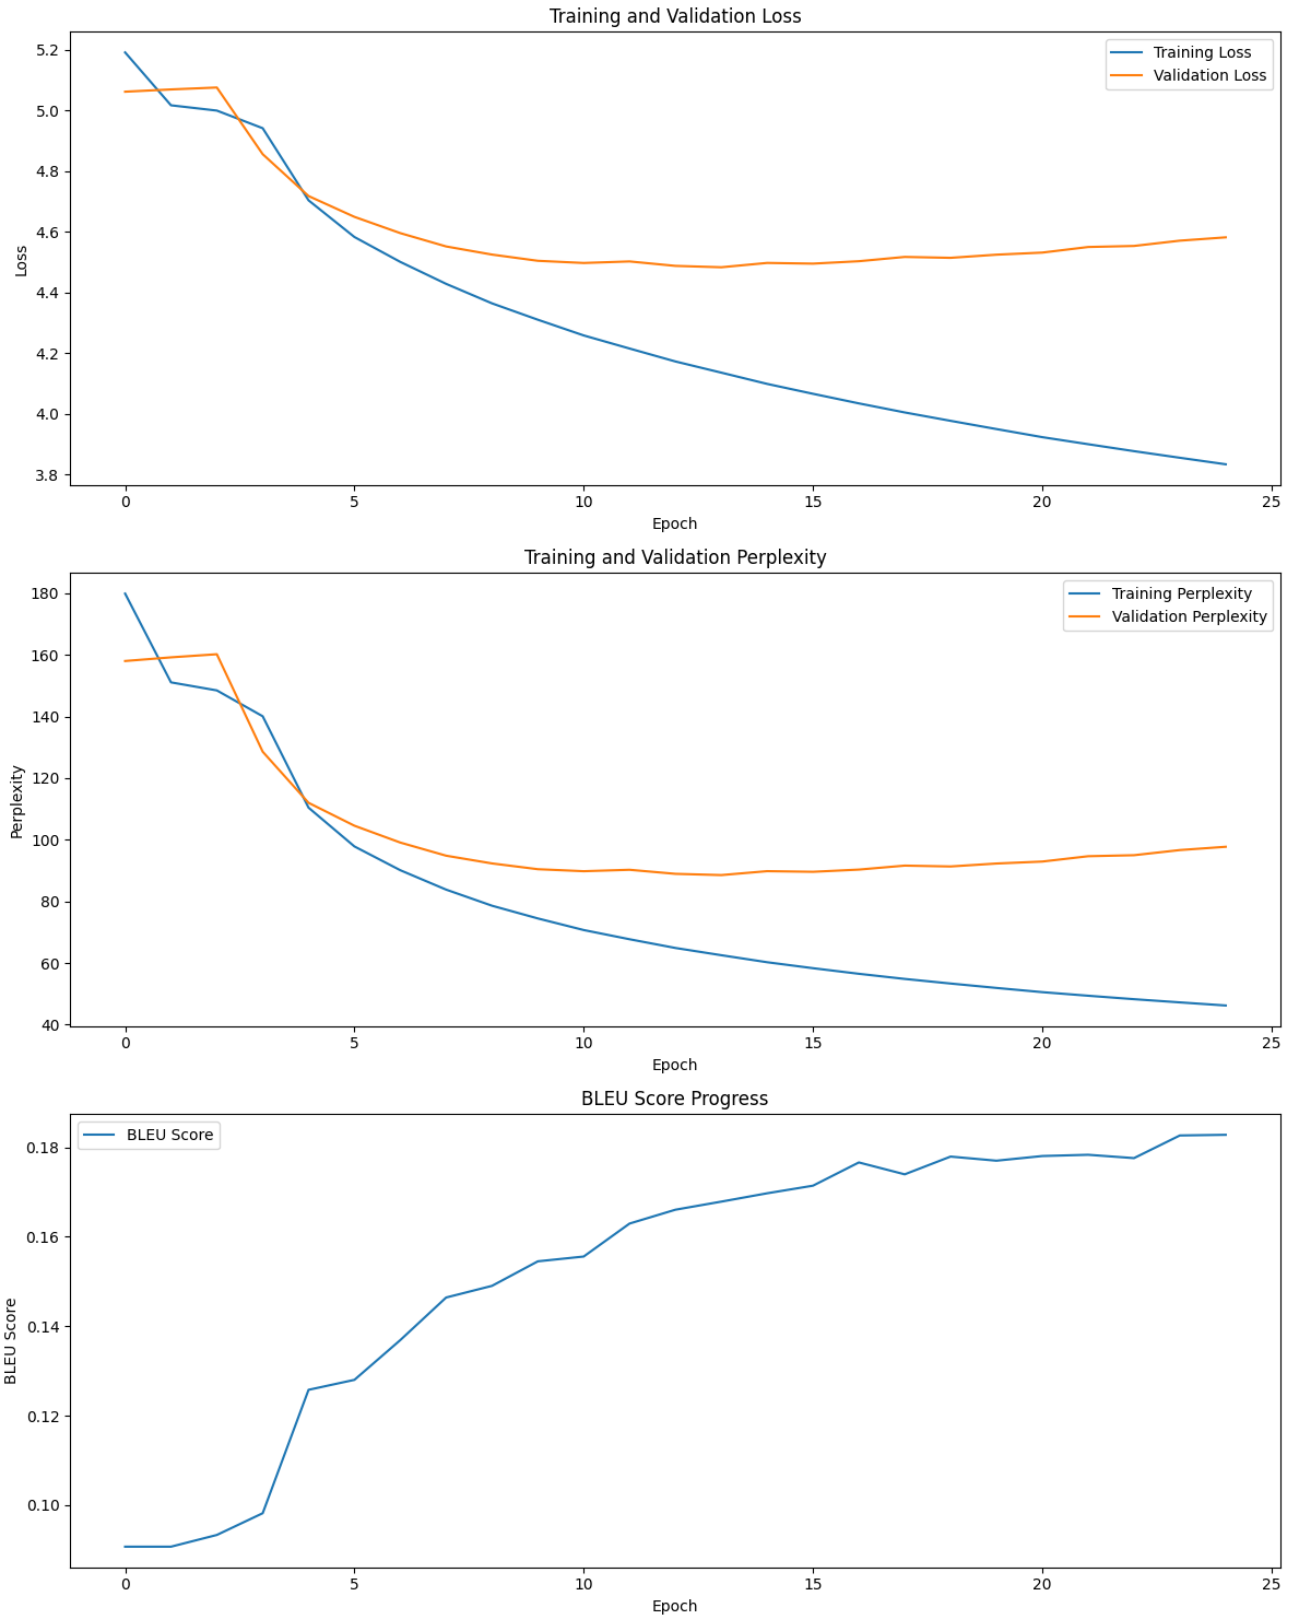 Training and Validation Loss
5.2
5.0
4.8
4.6
4.4
4.2
4.0
3.8
Loss
Training Loss
Validation Loss
0 5 10 15 20 25
Epoch
Training and Validation Perplexity
180
160
140
120
100
80
60
40
Perplexity
Training Perplexity
Validation Perplexity
0 5 10 15 20 25
Epoch
BLEU Score Progress
0.18
0.16
0.14
0.12
0.10
BLEU Score
BLEU Score
0 5 10 15 20 25
Epoch